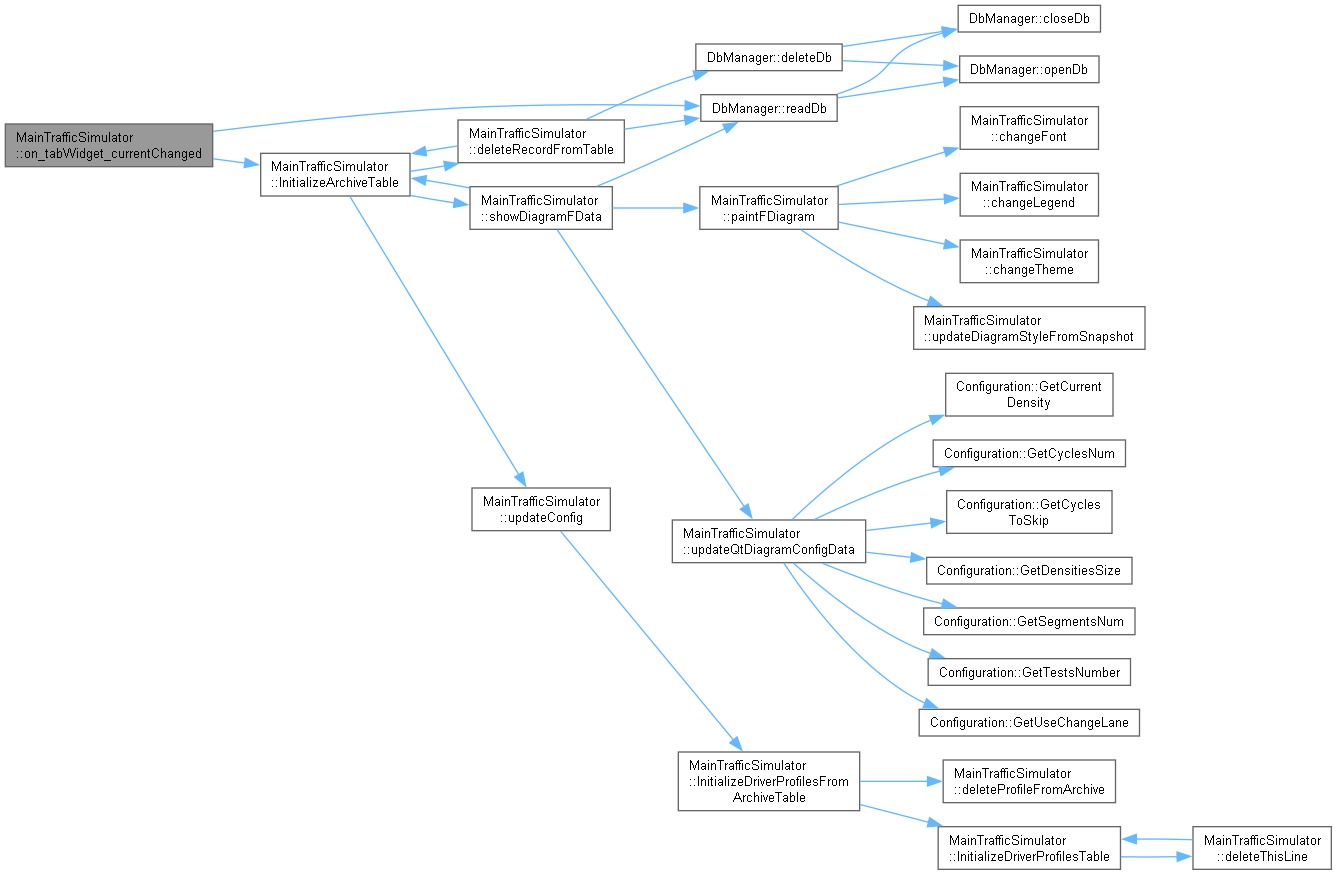 MainTrafficSimulator
::on_tabWidget_currentChanged
MainTrafficSimulator
::InitializeArchiveTable
MainTrafficSimulator
::deleteRecordFromTable
MainTrafficSimulator
::showDiagramFData
MainTrafficSimulator
::updateConfig
DbManager::deleteDb
DbManager::readDb
MainTrafficSimulator
::paintFDiagram
MainTrafficSimulator
::updateQtDiagramConfigData
MainTrafficSimulator
::InitializeDriverProfilesFrom
ArchiveTable
DbManager::closeDb
DbManager::openDb
MainTrafficSimulator
::changeFont
MainTrafficSimulator
::changeLegend
MainTrafficSimulator
::changeTheme
MainTrafficSimulator
::updateDiagramStyleFromSnapshot
Configuration::GetCurrent
Density
Configuration::GetCyclesNum
Configuration::GetCycles
ToSkip
Configuration::GetDensitiesSize
Configuration::GetSegmentsNum
Configuration::GetTestsNumber
Configuration::GetUseChangeLane
MainTrafficSimulator
::deleteProfileFromArchive
MainTrafficSimulator
::InitializeDriverProfilesTable
MainTrafficSimulator
::deleteThisLine